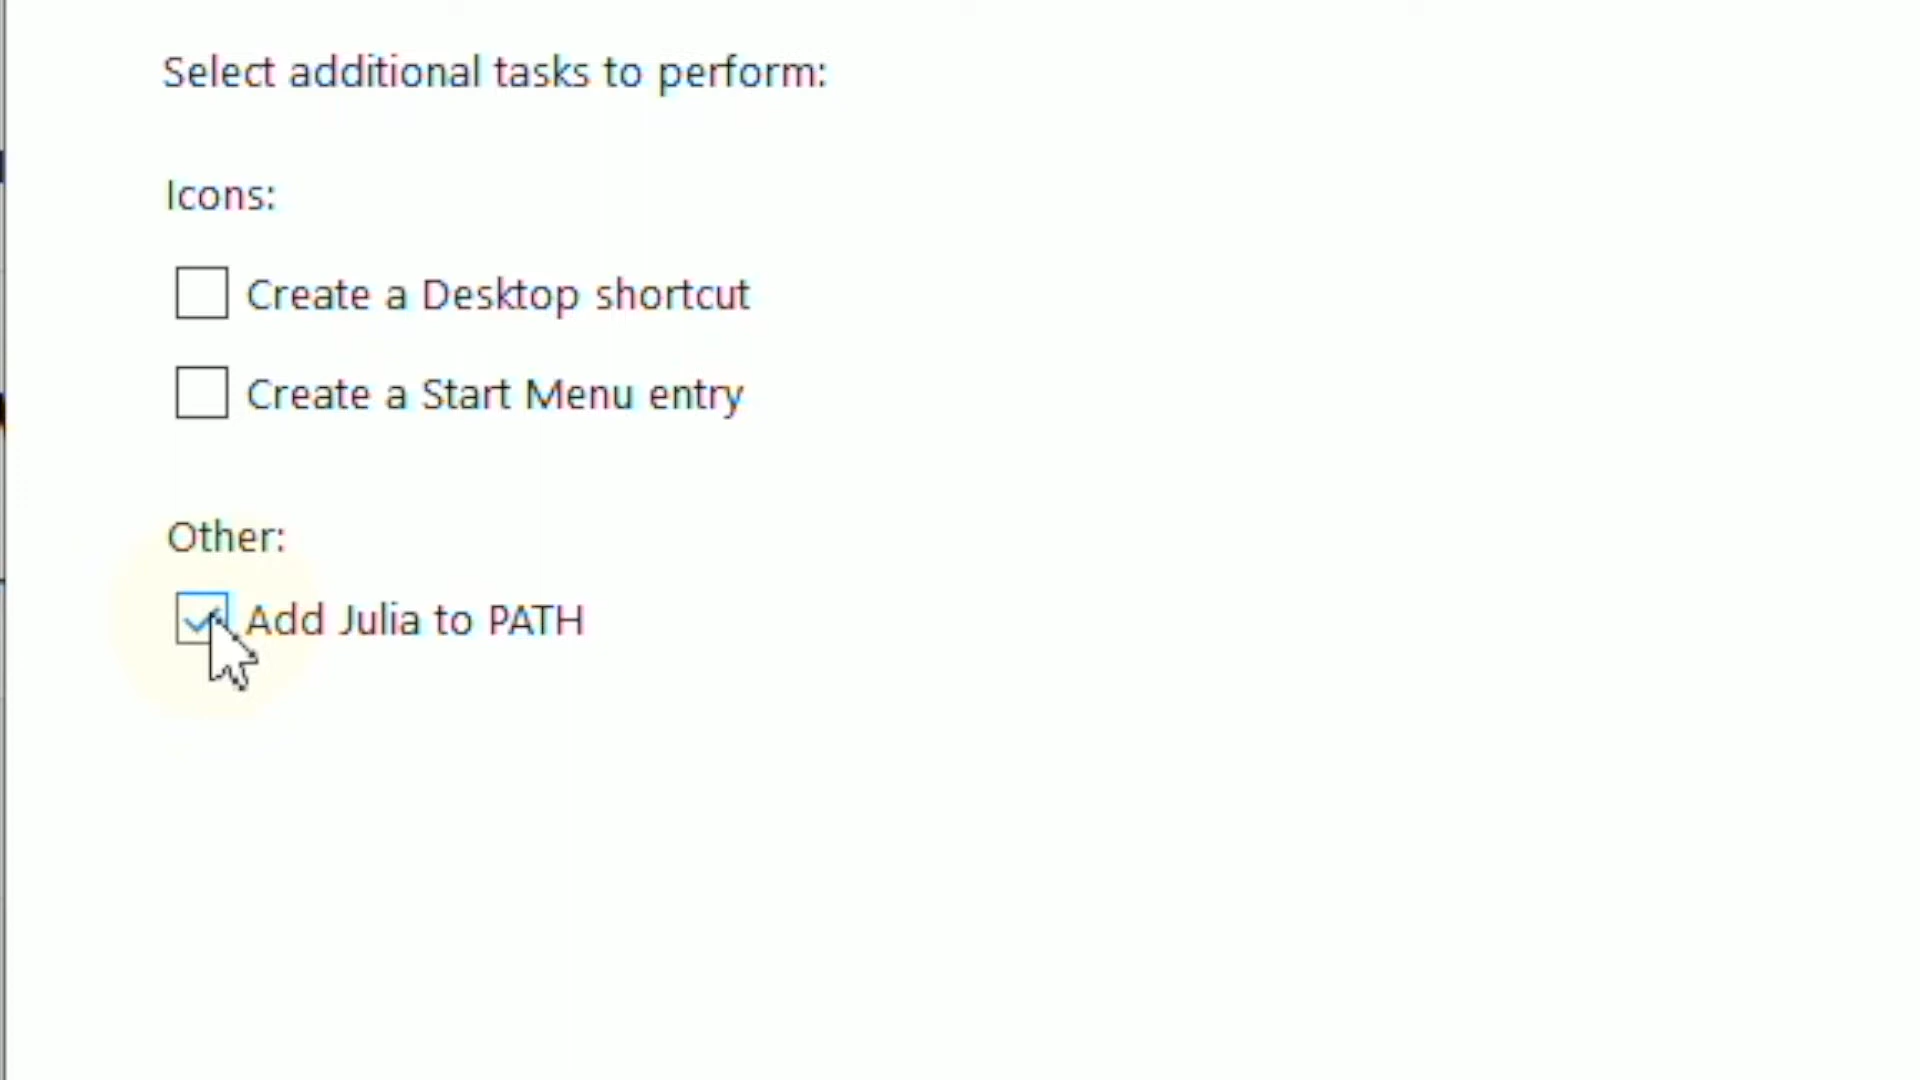 Select additional tasks to perform:
Icons:
Create a Desktop shortcut
Create a Start Menu entry
Other:
Add Julia to PATH